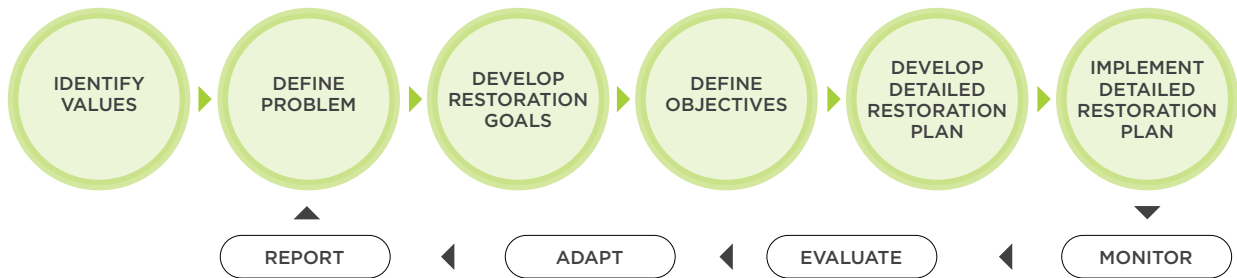 IDENTIFY
VALUES
DEFINE
PROBLEM
DEVELOP
RESTORATION
GOALS
DEFINE
OBJECTIVES
DEVELOP
DETAILED
RESTORATION
PLAN
IMPLEMENT
DETAILED
RESTORATION
PLAN
REPORT
ADAPT
EVALUATE
MONITOR